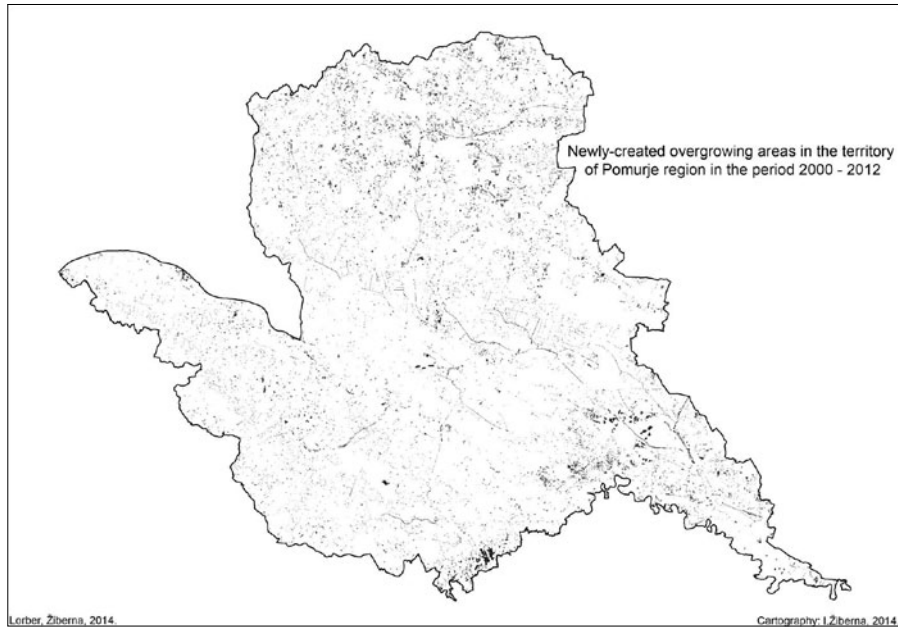 Newly-created overgrowing areas in the territory
of Pomurje region in the period 2000 - 2012
Lorber, Žiberna, 2014.
Cartography: I.Žiberna, 2014